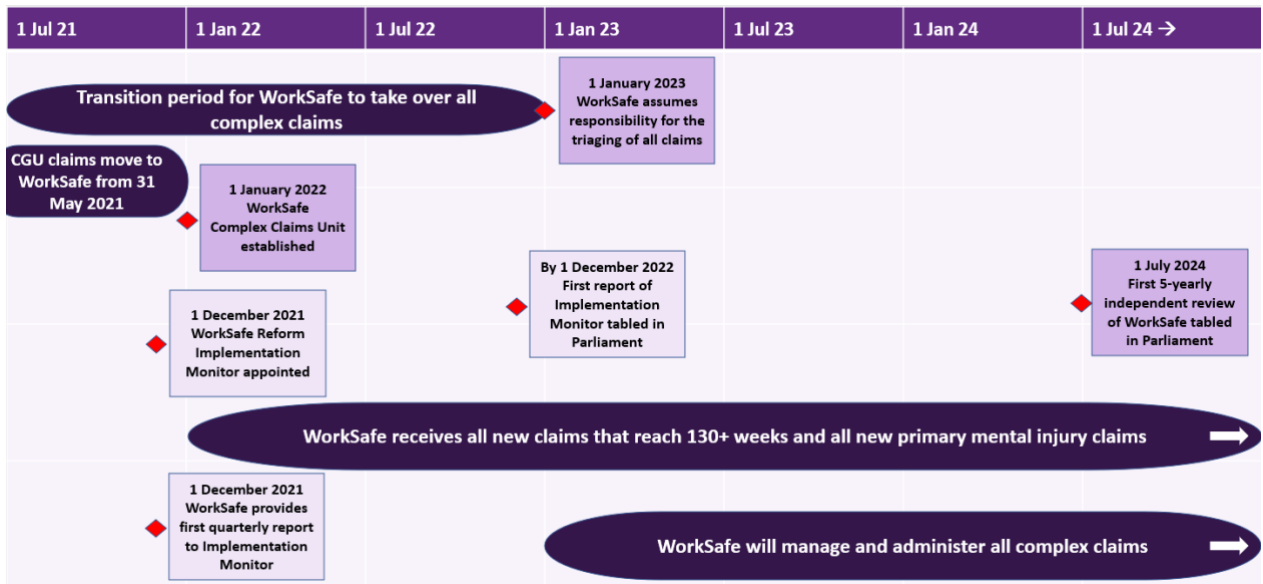 1 Jul 21
1 Jan 22
1 Jul 22
1 Jan 23
1 Jul 23
1 Jan 24
1 Jul 24 →
Transition period for WorkSafe to take over all
complex claims
1 January 2023
WorkSafe assumes
responsibility for the
triaging of all claims
CGU claims move to
WorkSafe from 31
May 2021
1 January 2022
WorkSafe
Complex Claims Unit
established
By 1 December 2022
First report of
Implementation
Monitor tabled in
Parliament
1 July 2024
First 5-yearly
independent review
of WorkSafe tabled
in Parliament
1 December 2021
WorkSafe Reform
Implementation
Monitor appointed
WorkSafe receives all new claims that reach 130+ weeks and all new primary mental injury claims
1 December 2021
WorkSafe provides
first quarterly report
to Implementation
Monitor
WorkSafe will manage and administer all complex claims